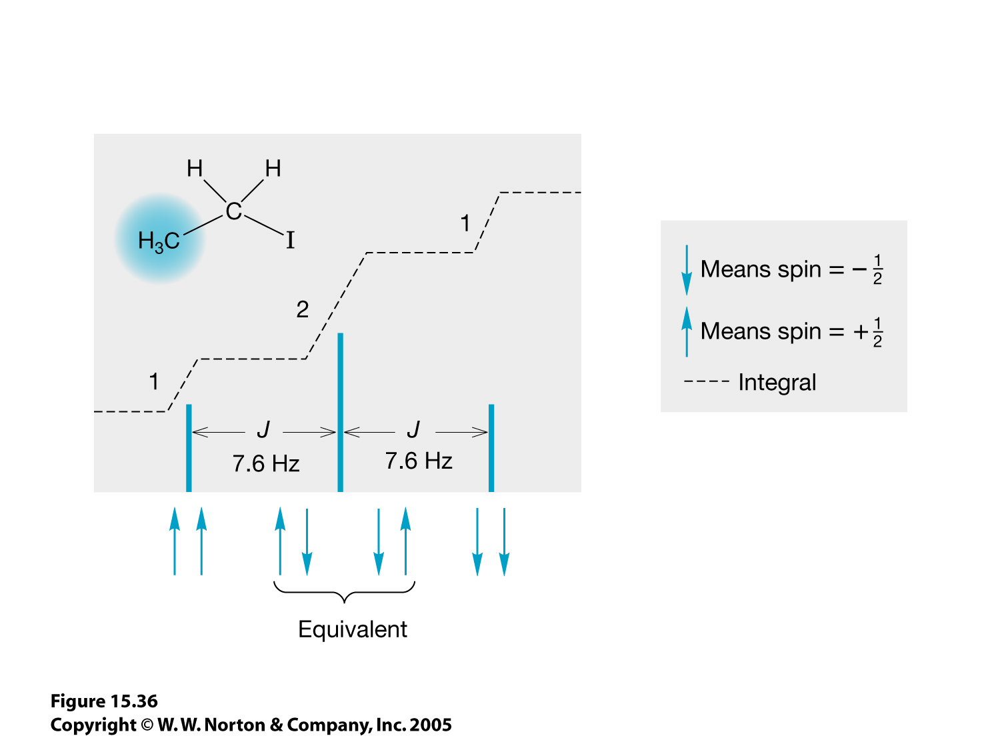 H H
C
H₃C I
1
2
1
J J
7.6 Hz 7.6 Hz
Equivalent
Means spin = − 1/2
Means spin = + 1/2
Integral
Figure 15.36
Copyright © W. W. Norton & Company, Inc. 2005